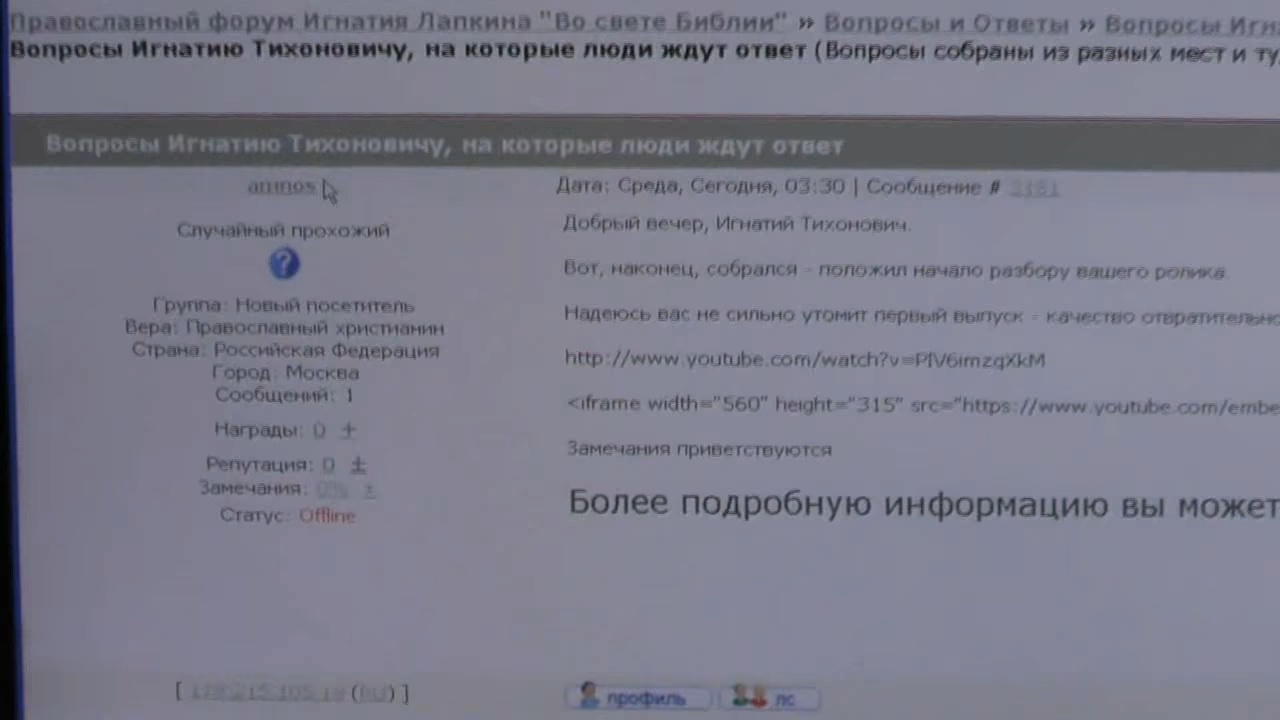 Православный форум Игнатия Лапкина "Во свете Библии" » Вопросы и Ответы » Вопросы
Вопросы Игнатию Тихоновичу, на которые люди ждут ответ (Вопросы собраны из разных мест и
Вопросы Игнатию Тихоновичу, на которые люди ждут ответ
amnos
Дата: Среда, Сегодня, 03:30 | Сообщение #
Случайный прохожий
Добрый вечер, Игнатий Тихонович.
Вот, наконец, собрался - положил начало разбору вашего ролика.
Группа: Новый посетитель
Надеюсь вас не сильно утомит первый выпуск - качество отвратительно
Вера: Православный христианин
Страна: Российская Федерация
http://www.youtube.com/watch?v=PIV6imzqXkM
Город: Москва
Сообщений: 1
<iframe width="560" height="315" src="https://www.youtube.com/embe
Награды: 0 ±
Замечания приветствуются
Репутация: 0 ±
Замечания: 0% ±
Статус: Offline
Более подробную информацию вы может
профиль
лс